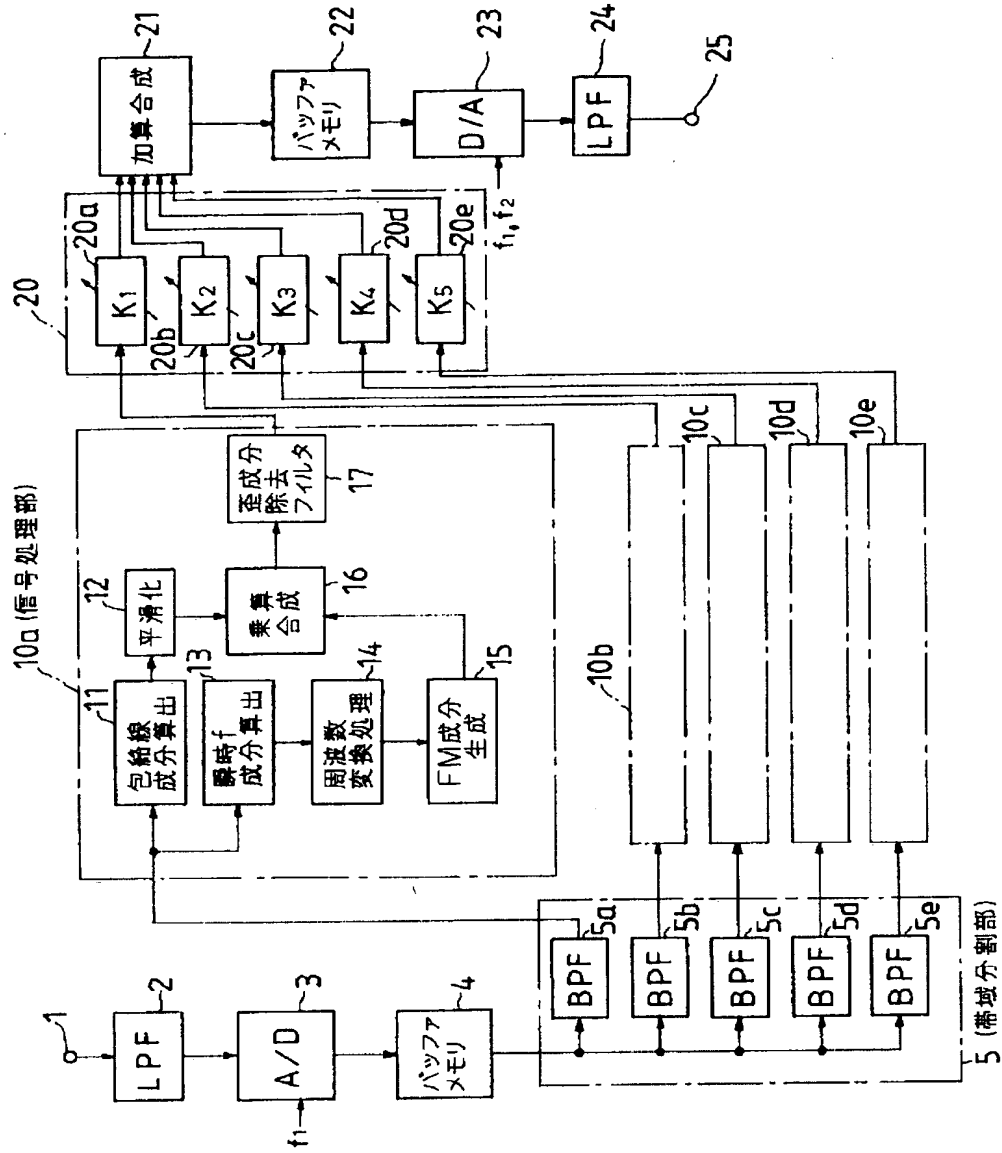 1
LPF
2
f1
A/D
3
バッファ
メモリ
4
5 (帯域分割部)
BPF
5a
BPF
5b
BPF
5c
BPF
5d
BPF
5e
10a (信号処理部)
包絡線
成分算出
11
平滑化
12
瞬時f
成分算出
13
周波数
変換処理
14
FM成分
生成
15
乗算
合成
16
歪成分
除去
フィルタ
17
10b
10c
10d
10e
20
K1
20a
K2
20b
K3
20c
K4
20d
K5
20e
加算合成
21
バッファ
メモリ
22
f1, f2
D/A
23
LPF
24
25